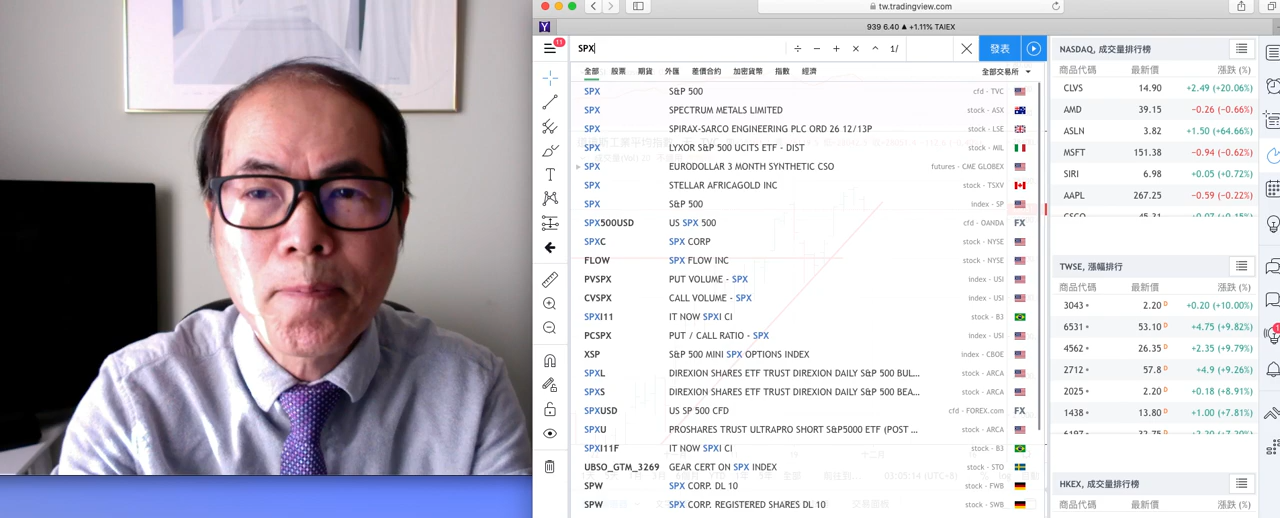 tw.tradingview.com
939 6.40 ▲ +1.11% TAIEX
11
SPX
÷ − + × ^ 1/
發表
全部 股票 期貨 外匯 差價合約 加密貨幣 指數 經濟 全部交易所
SPX S&P 500 cfd - TVC
SPX SPECTRUM METALS LIMITED stock - ASX
SPX SPIRAX-SARCO ENGINEERING PLC ORD 26 12/13P stock - LSE
SPX LYXOR S&P 500 UCITS ETF - DIST stock - MIL
SPX EURODOLLAR 3 MONTH SYNTHETIC CSO futures - CME GLOBEX
SPX STELLAR AFRICAGOLD INC stock - TSXV
SPX S&P 500 index - SP
SPX500USD US SPX 500 cfd - OANDA FX
SPXC SPX CORP stock - NYSE
FLOW SPX FLOW INC stock - NYSE
PVSPX PUT VOLUME - SPX index - USI
CVSPX CALL VOLUME - SPX index - USI
SPXI11 IT NOW SPXI CI stock - B3
PCSPX PUT / CALL RATIO - SPX index - USI
XSP S&P 500 MINI SPX OPTIONS INDEX index - CBOE
SPXL DIREXION SHARES ETF TRUST DIREXION DAILY S&P 500 BUL... stock - ARCA
SPXS DIREXION SHARES ETF TRUST DIREXION DAILY S&P 500 BEA... stock - ARCA
SPXUSD US SP 500 CFD cfd - FOREX.com FX
SPXU PROSHARES TRUST ULTRAPRO SHORT S&P5000 ETF (POST ... stock - ARCA
SPXI11F IT NOW SPXI CI stock - B3
UBSO_GTM_3269 GEAR CERT ON SPX INDEX stock - STO
SPW SPX CORP. DL 10 stock - FWB
SPW SPX CORP. REGISTERED SHARES DL 10 stock - FWB
03:05:14 (UTC+8)
NASDAQ, 成交量排行榜
商品代碼 最新價 漲跌 (%)
CLVS 14.90 +2.49 (+20.06%)
AMD 39.15 −0.26 (−0.66%)
ASLN 3.82 +1.50 (+64.66%)
MSFT 151.38 −0.94 (−0.62%)
SIRI 6.98 +0.05 (+0.72%)
AAPL 267.25 −0.59 (−0.22%)
CSCO 45.31 +0.07 (+0.15%)
TWSE, 漲幅排行
商品代碼 最新價 漲跌 (%)
3043 2.20 D +0.20 (+10.00%)
6531 53.10 D +4.75 (+9.82%)
4562 26.35 D +2.35 (+9.79%)
2712 57.8 D +4.9 (+9.26%)
2025 2.20 D +0.18 (+8.91%)
1438 13.80 D +1.00 (+7.81%)
HKEX, 成交量排行榜
商品代碼 最新價 漲跌 (%)